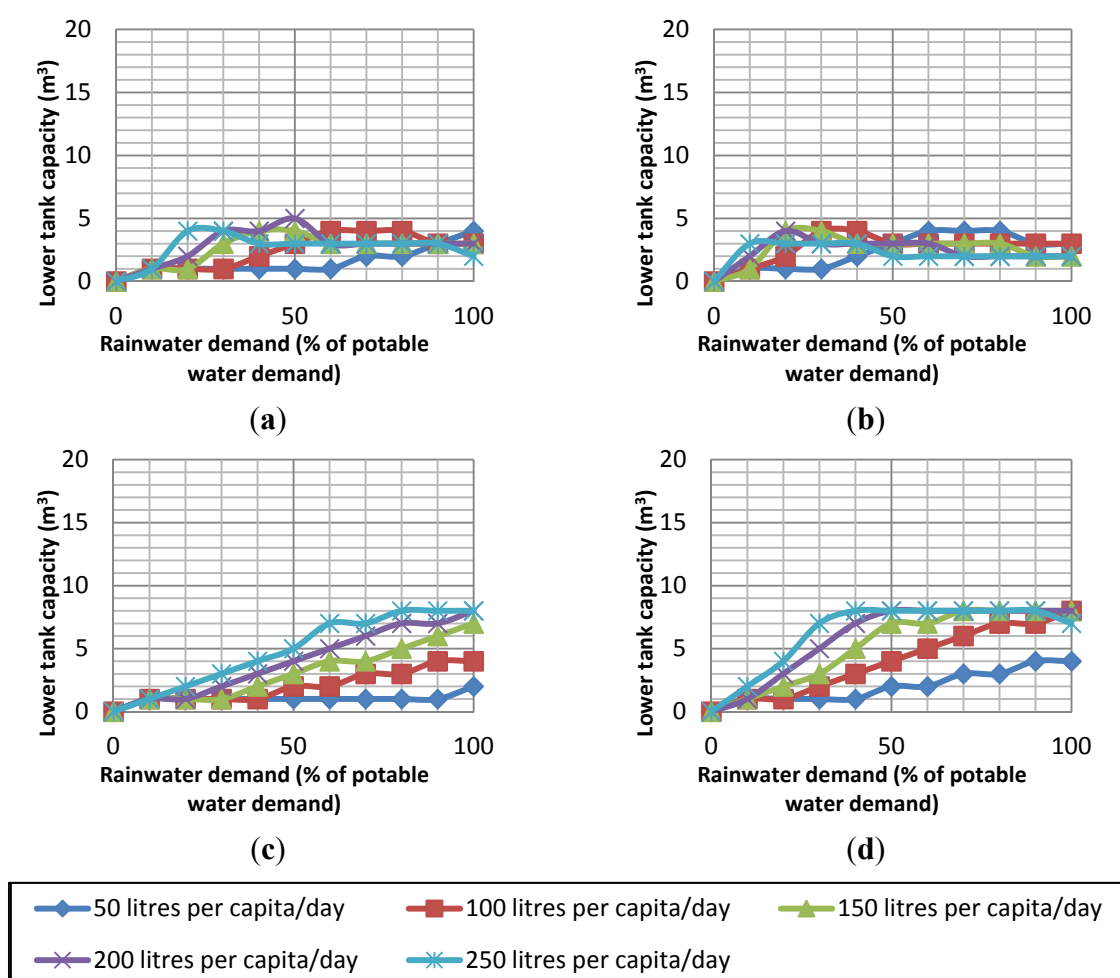 20
15
10
5
0
0 50 100
Lower tank capacity (m³)
Rainwater demand (% of potable
water demand)
(a)
20
15
10
5
0
0 50 100
Lower tank capacity (m³)
Rainwater demand (% of potable
water demand)
(b)
20
15
10
5
0
0 50 100
Lower tank capacity (m³)
Rainwater demand (% of potable
water demand)
(c)
20
15
10
5
0
0 50 100
Lower tank capacity (m³)
Rainwater demand (% of potable
water demand)
(d)
50 litres per capita/day 100 litres per capita/day 150 litres per capita/day
200 litres per capita/day 250 litres per capita/day